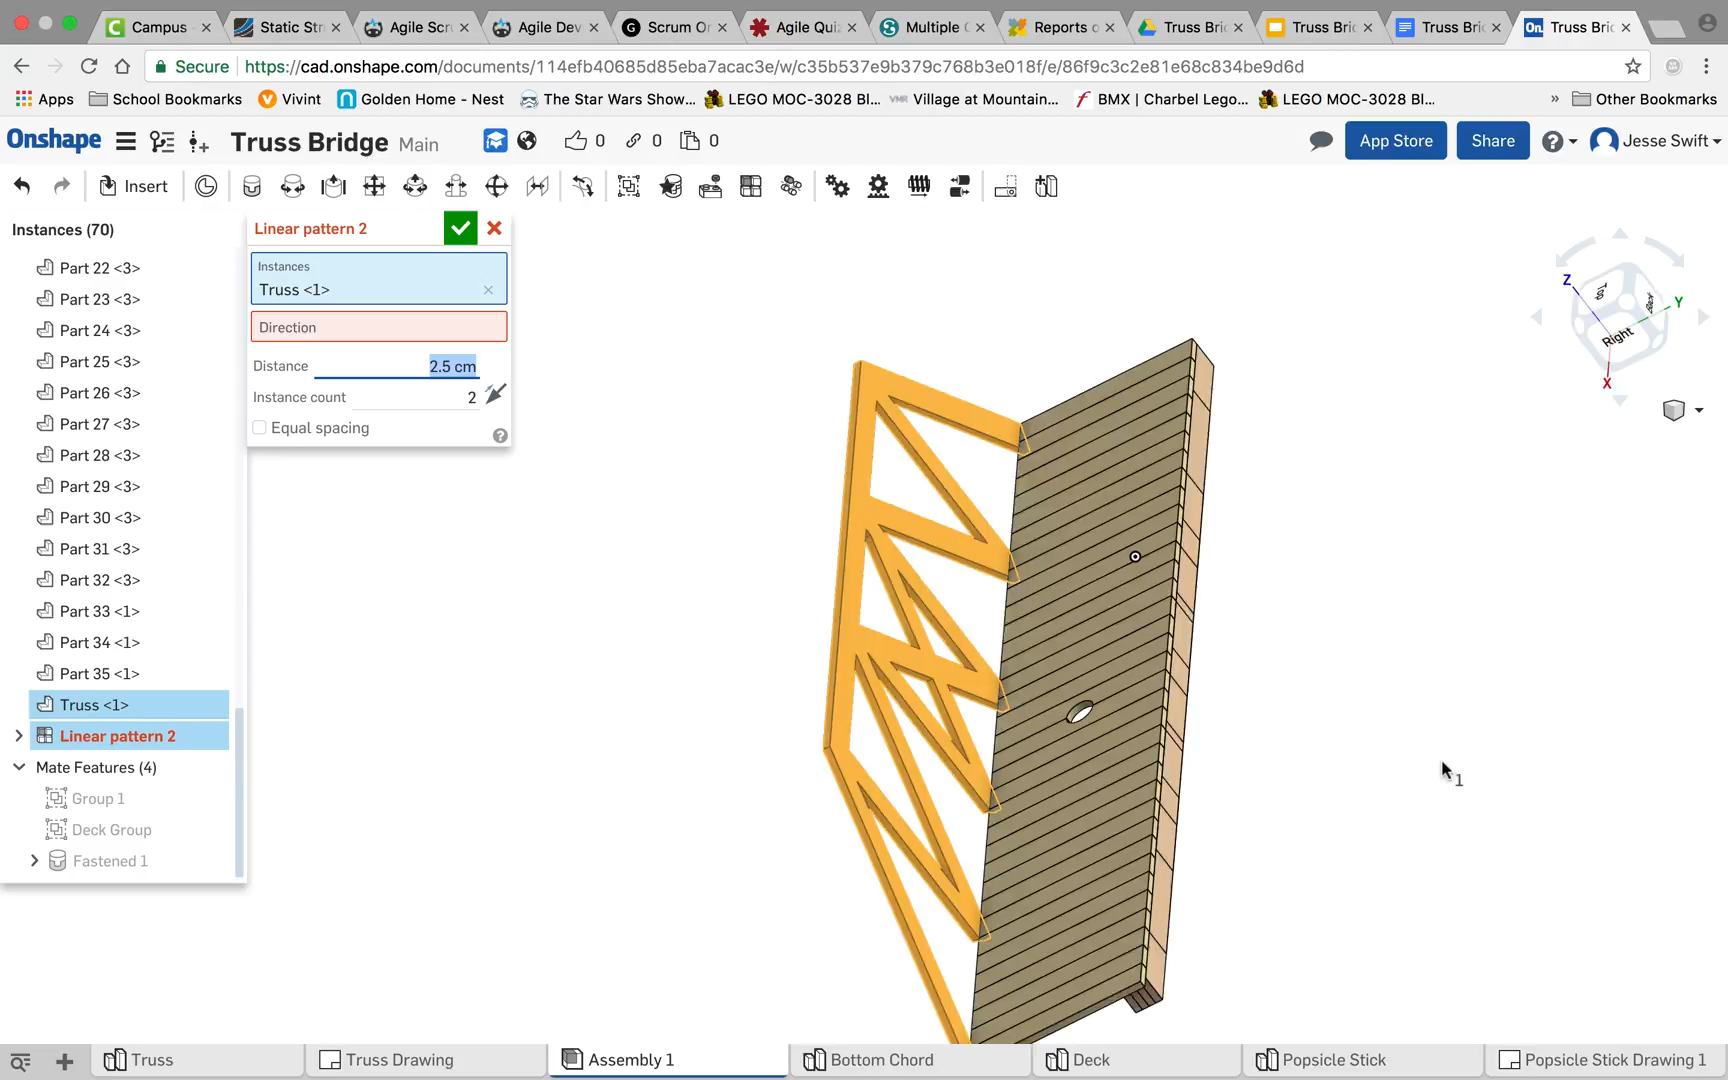 Campus
Static Str
Agile Scr
Agile Dev
Scrum Or
Agile Qui
Multiple C
Reports o
Truss Bri
Truss Bri
Truss Bri
On.
Truss Bri
Secure
https://cad.onshape.com/documents/114efb40685d85eba7acac3e/w/c35b537e9b379c768b3e018f/e/86f9c3c2e81e68c834be9d6d
Apps School Bookmarks Vivint Golden Home - Nest The Star Wars Show... LEGO MOC-3028 Bl... Village at Mountain... BMX | Charbel Lego... LEGO MOC-3028 Bl... » Other Bookmarks
Onshape Truss Bridge Main 0 0 0 App Store Share Jesse Swift
Insert
Instances (70)
Part 22 <3>
Part 23 <3>
Part 24 <3>
Part 25 <3>
Part 26 <3>
Part 27 <3>
Part 28 <3>
Part 29 <3>
Part 30 <3>
Part 31 <3>
Part 32 <3>
Part 33 <1>
Part 34 <1>
Part 35 <1>
Truss <1>
Linear pattern 2
Mate Features (4)
Group 1
Deck Group
Fastened 1
Linear pattern 2
Instances
Truss <1>
Direction
Distance 2.5 cm
Instance count 2
Equal spacing
Z
Y
Right
X
1
Truss
Truss Drawing
Assembly 1
Bottom Chord
Deck
Popsicle Stick
Popsicle Stick Drawing 1